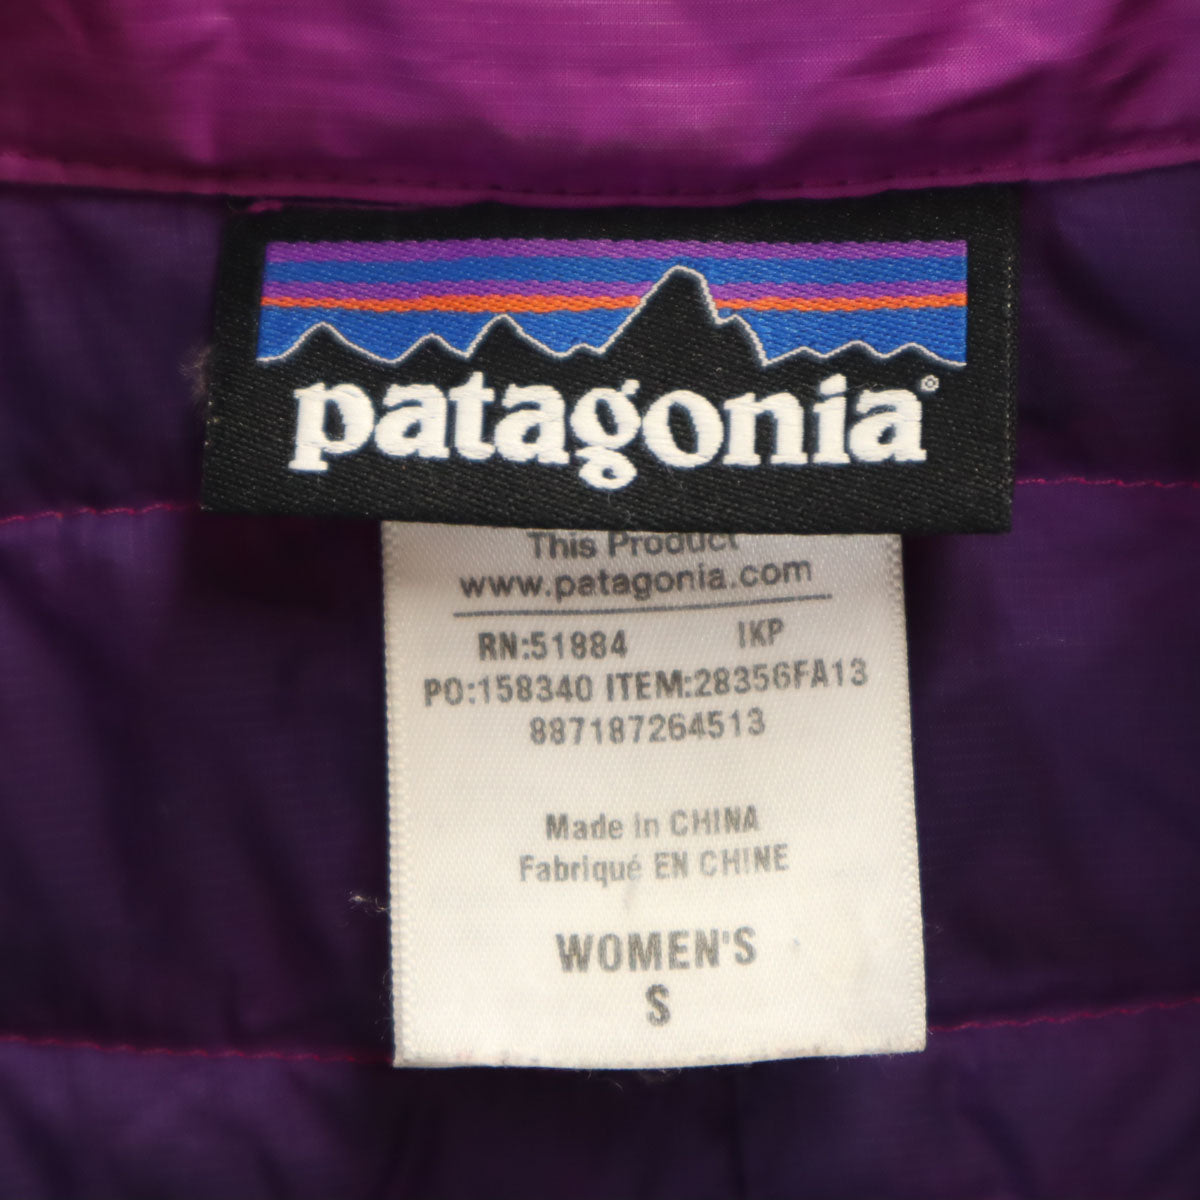 patagonia®
This Product
www.patagonia.com
RN:51884 IKP
PO:158340 ITEM:28356FA13
887187264513
Made in CHINA
Fabriqué EN CHINE
WOMEN'S
S